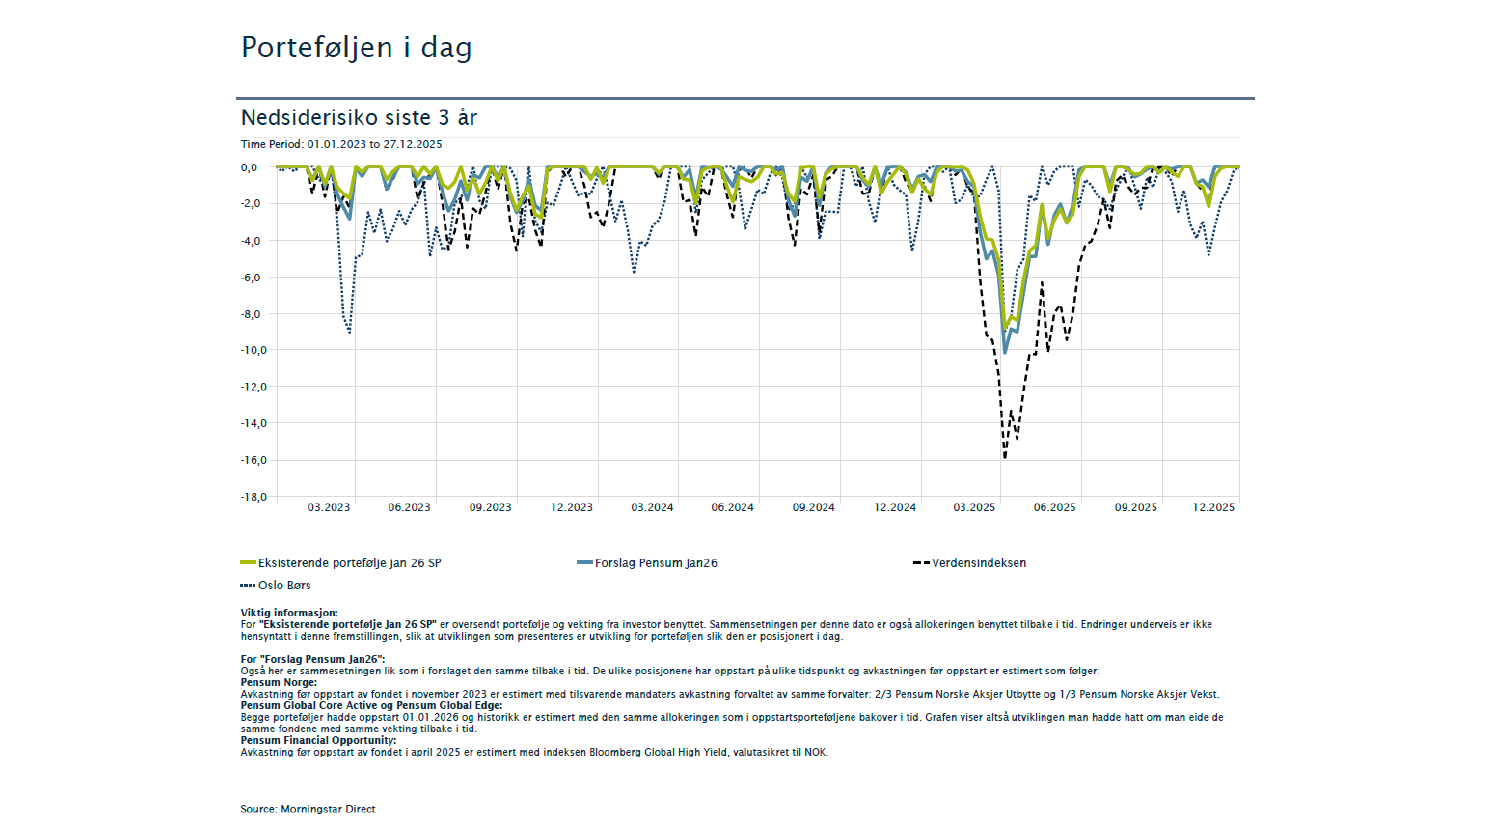 Porteføljen i dag
Nedsiderisiko siste 3 år
Time Period: 01.01.2023 to 27.12.2025
0,0
-2,0
-4,0
-6,0
-8,0
-10,0
-12,0
-14,0
-16,0
-18,0
03.2023 06.2023 09.2023 12.2023 03.2024 06.2024 09.2024 12.2024 03.2025 06.2025 09.2025 12.2025
Eksisterende portefølje Jan 26 SP Forslag Pensum Jan26 Verdensindeksen
Oslo Børs
Viktig informasjon:
For "Eksisterende portefølje Jan 26 SP" er oversendt portefølje og vekting fra investor benyttet. Sammensetningen per denne dato er også allokeringen benyttet tilbake i tid. Endringer underveis er ikke
hensyntatt i denne fremstillingen, slik at utviklingen som presenteres er utvikling for porteføljen slik den er posisjonert i dag.
For "Forslag Pensum Jan26":
Også her er sammesetningen lik som i forslaget den samme tilbake i tid. De ulike posisjonene har oppstart på ulike tidspunkt og avkastningen før oppstart er estimert som følger:
Pensum Norge:
Avkastning før oppstart av fondet i november 2023 er estimert med tilsvarende mandaters avkastning forvaltet av samme forvalter: 2/3 Pensum Norske Aksjer Utbytte og 1/3 Pensum Norske Aksjer Vekst.
Pensum Global Core Active og Pensum Global Edge:
Begge porteføljer hadde oppstart 01.01.2026 og historikk er estimert med den samme allokeringen som i oppstartsporteføljene bakover i tid. Grafen viser altså utviklingen man hadde hatt om man eide de
samme fondene med samme vekting tilbake i tid.
Pensum Financial Opportunity:
Avkastning før oppstart av fondet i april 2025 er estimert med indeksen Bloomberg Global High Yield, valutasikret til NOK.
Source: Morningstar Direct